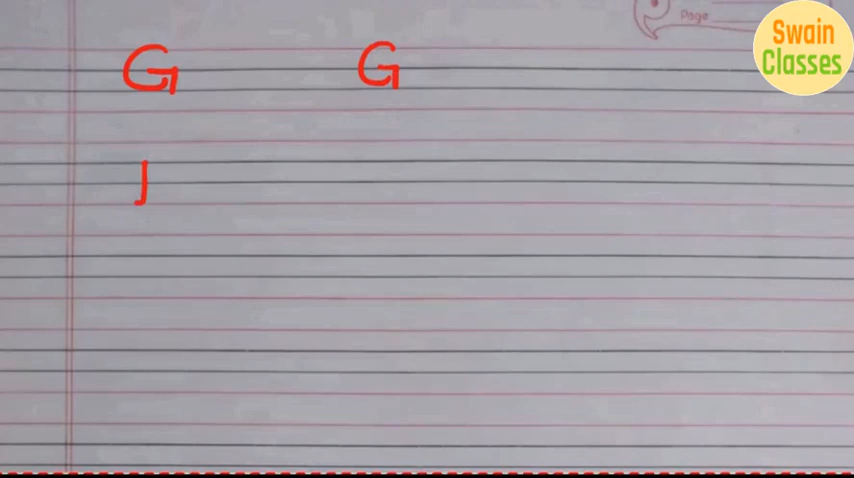 Page
Swain
Classes
G G
J